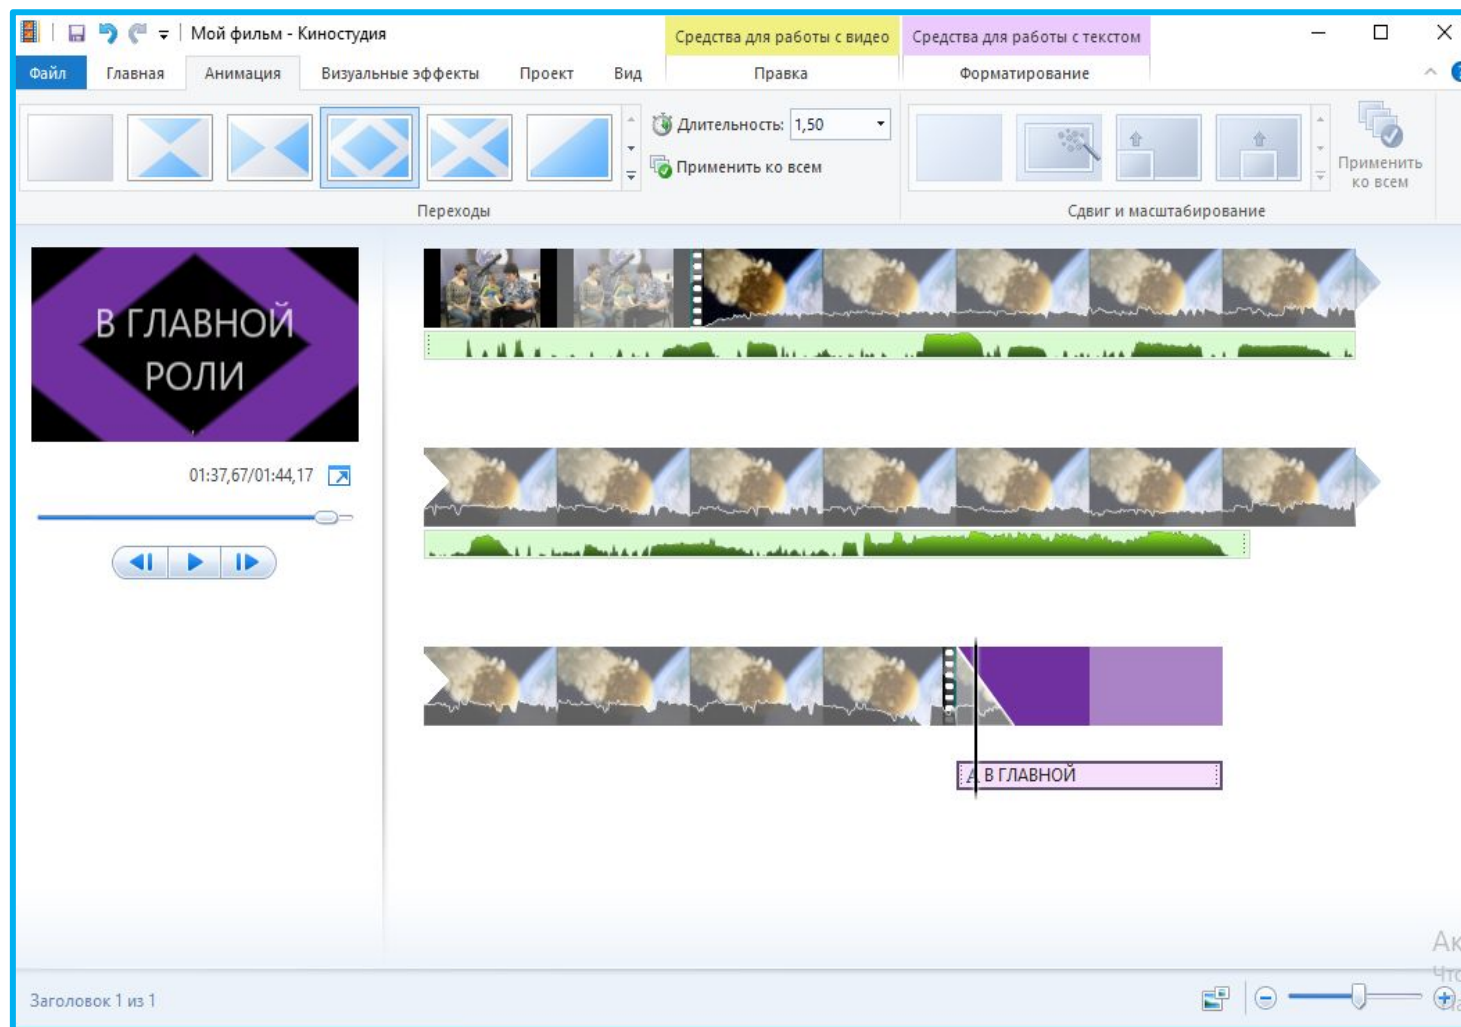 Мой фильм - Киностудия
Средства для работы с видео
Средства для работы с текстом
Файл
Главная
Анимация
Визуальные эффекты
Проект
Вид
Правка
Форматирование
Длительность: 1,50
Применить ко всем
Применить
ко всем
Переходы
Сдвиг и масштабирование
В ГЛАВНОЙ
РОЛИ
01:37,67/01:44,17
A В ГЛАВНОЙ
Заголовок 1 из 1
Ак
Что